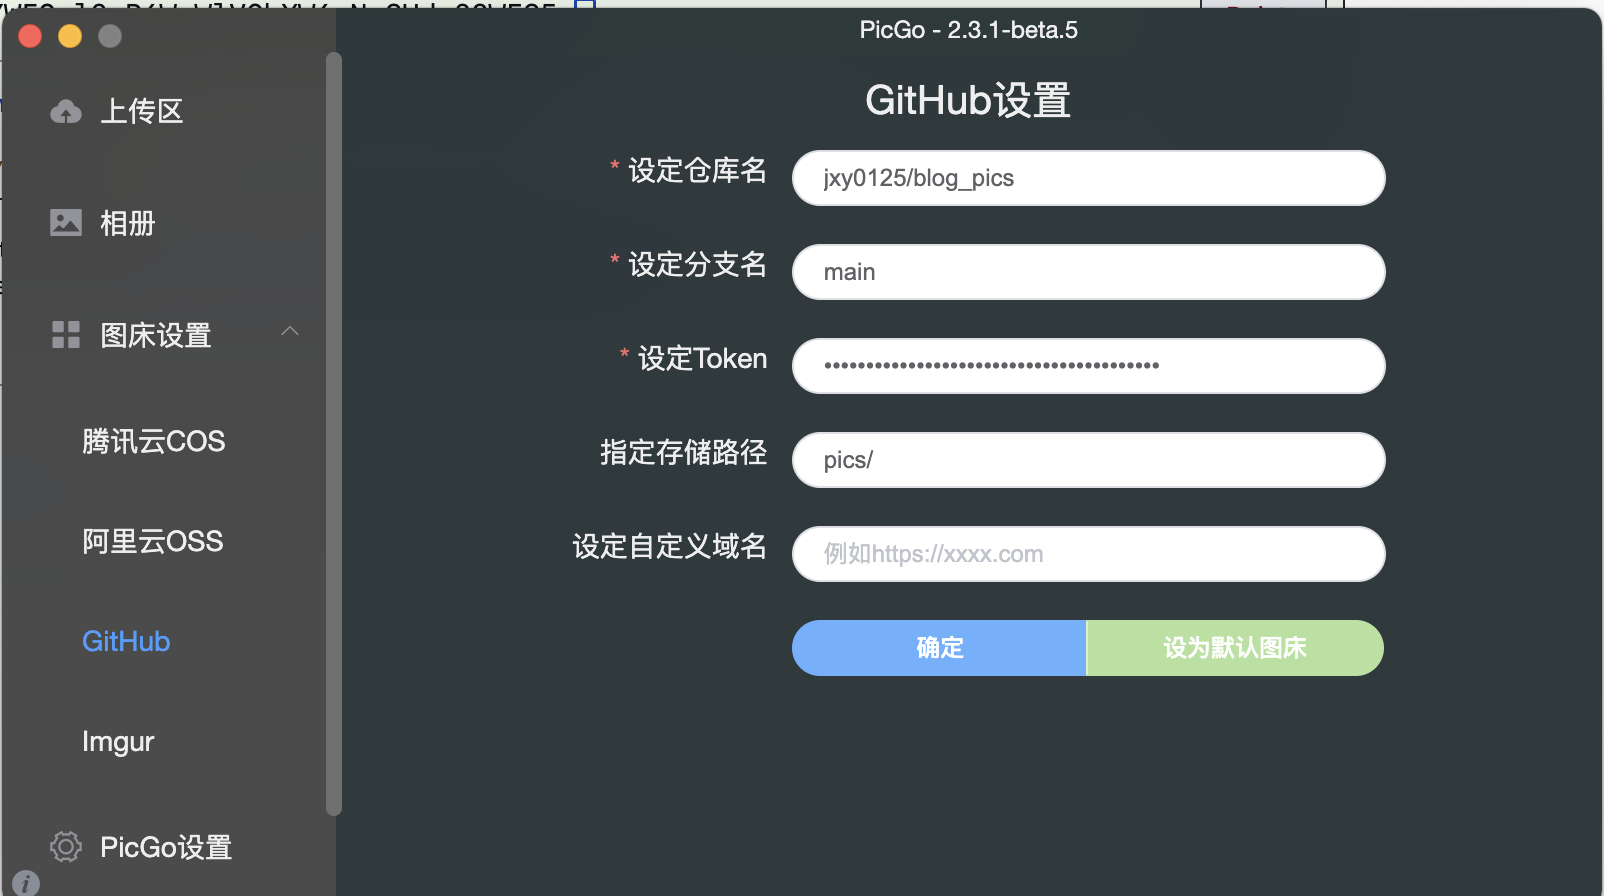 PicGo - 2.3.1-beta.5
上传区
相册
图床设置
腾讯云COS
阿里云OSS
GitHub
Imgur
PicGo设置
GitHub设置
* 设定仓库名
jxy0125/blog_pics
* 设定分支名
main
* 设定Token
••••••••••••••••••••••••••••••••••••••••
指定存储路径
pics/
设定自定义域名
例如https://xxxx.com
确定
设为默认图床